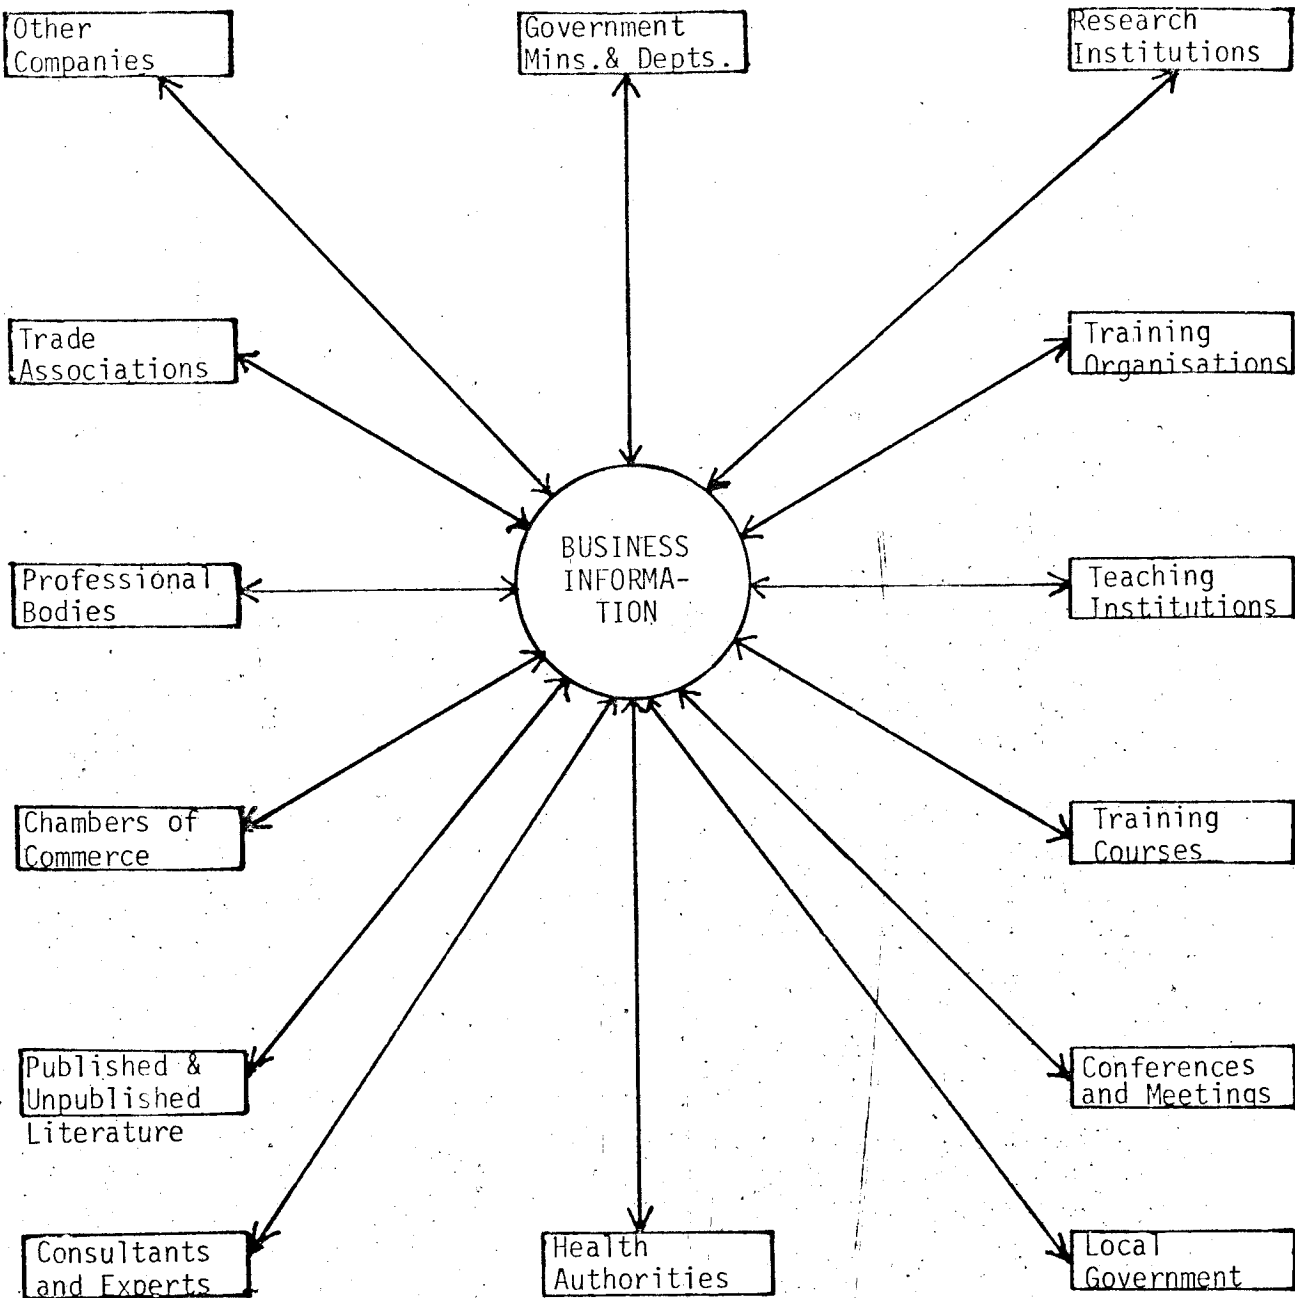 Other
Companies
Government
Mins.& Depts.
Research
Institutions
Trade
Associations
Training
Organisations
BUSINESS
INFORMA-
TION
Professional
Bodies
Teaching
Institutions
Chambers of
Commerce
Training
Courses
Published &
Unpublished
Literature
Conferences
and Meetings
Consultants
and Experts
Health
Authorities
Local
Government